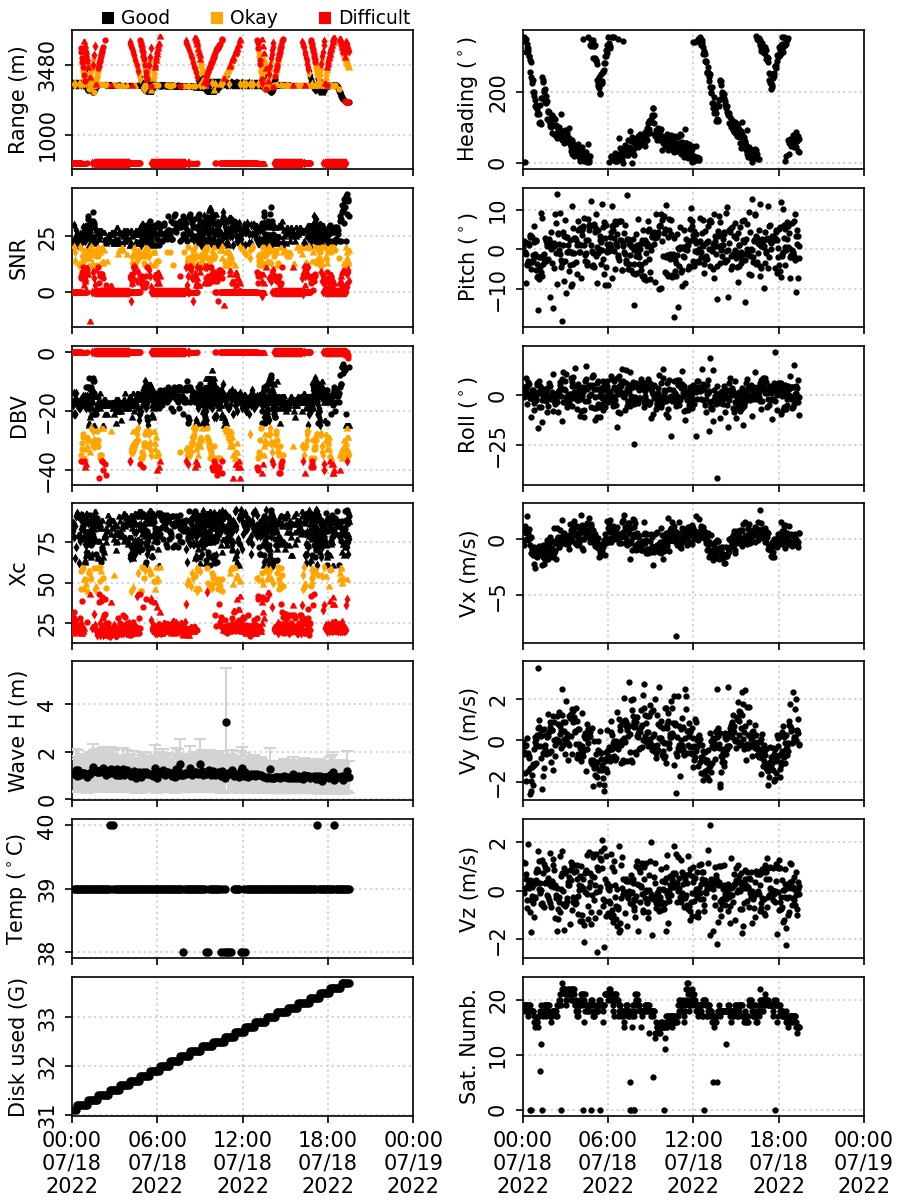 Good Okay Difficult
Range (m)
3480
1000
Heading (°)
200
0
SNR
25
0
Pitch (°)
10
0
−10
DBV
0
−20
−40
Roll (°)
0
−25
Xc
75
50
25
Vx (m/s)
0
−5
Wave H (m)
4
2
0
Vy (m/s)
2
0
−2
Temp (°C)
40
39
38
Vz (m/s)
2
0
−2
Disk used (G)
33
32
31
Sat. Numb.
20
10
0
00:00 06:00 12:00 18:00 00:00
07/18 07/18 07/18 07/18 07/19
2022 2022 2022 2022 2022
00:00 06:00 12:00 18:00 00:00
07/18 07/18 07/18 07/18 07/19
2022 2022 2022 2022 2022